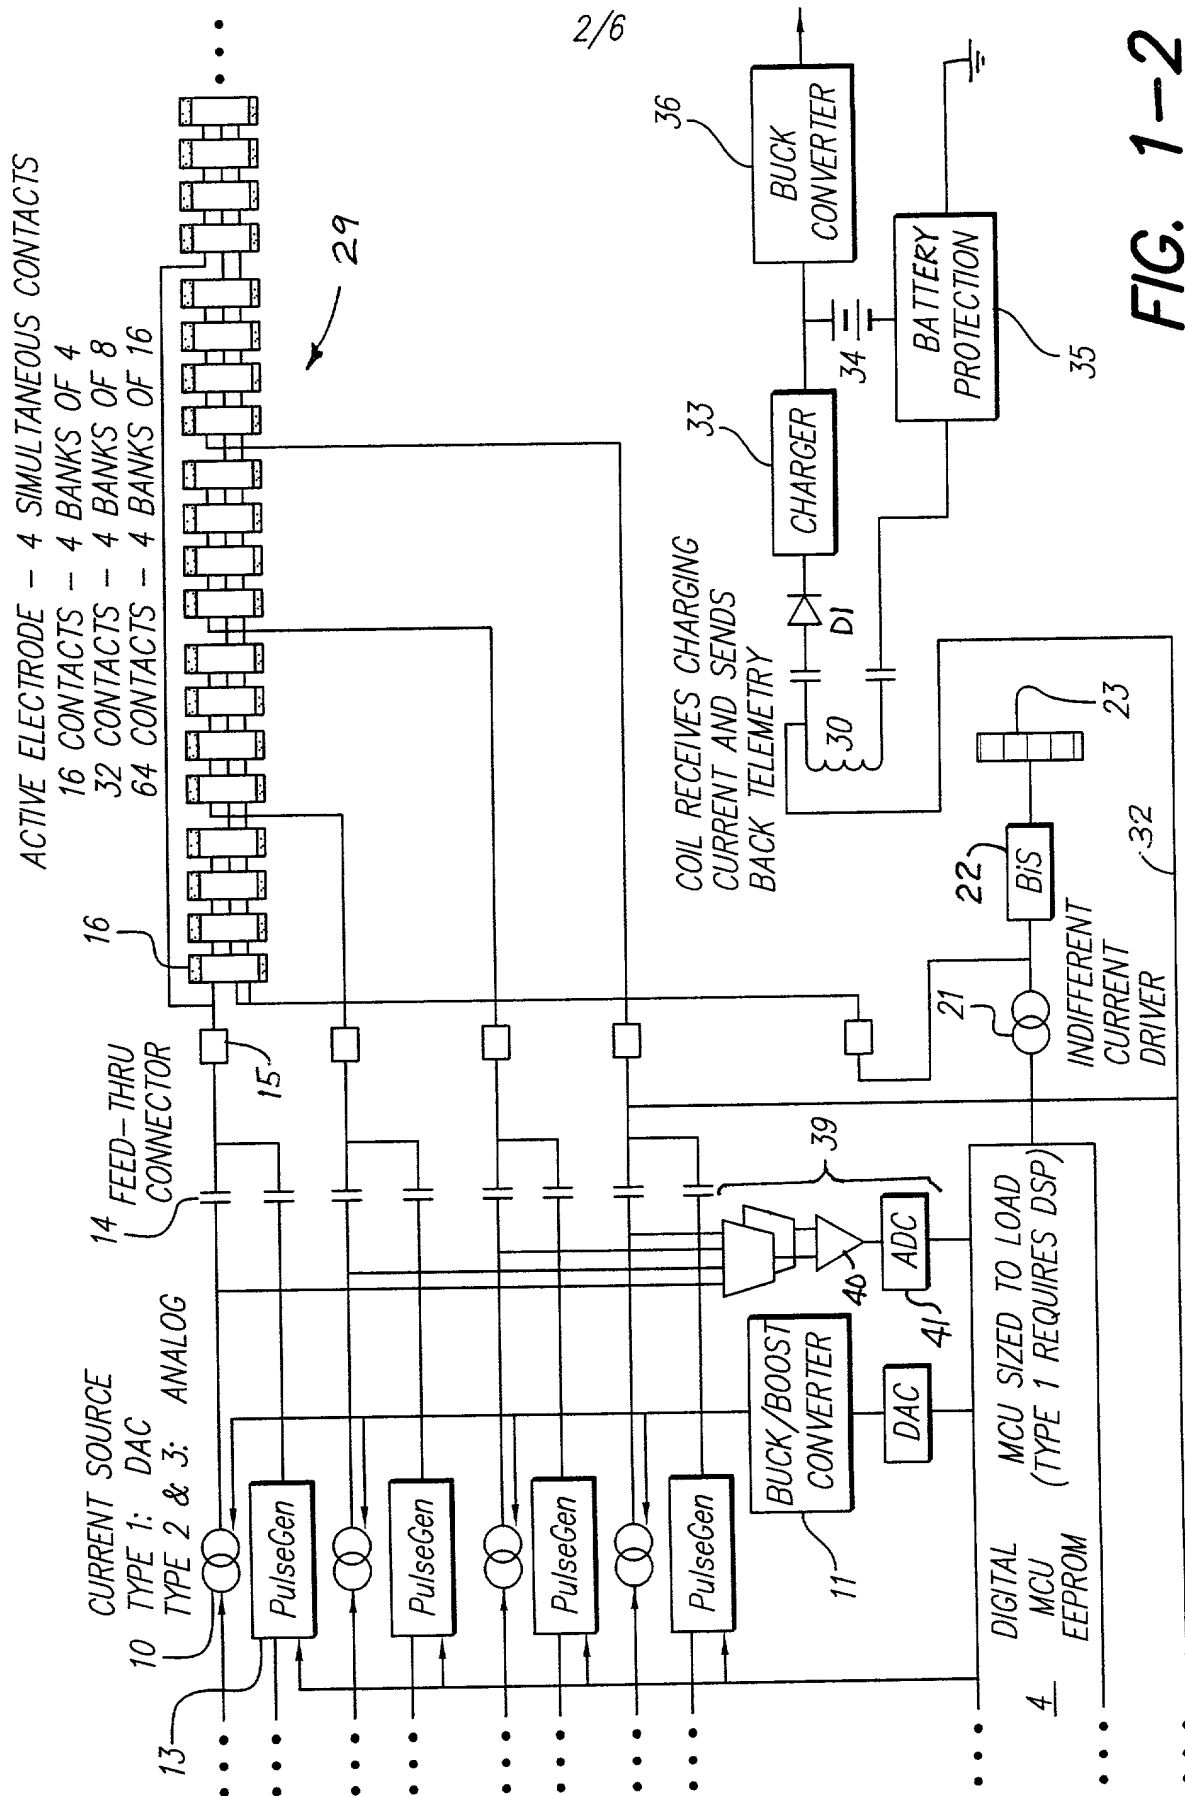 2/6
ACTIVE ELECTRODE – 4 SIMULTANEOUS CONTACTS
16 CONTACTS – 4 BANKS OF 4
32 CONTACTS – 4 BANKS OF 8
64 CONTACTS – 4 BANKS OF 16
29
16
14 FEED-THRU
CONNECTOR
15
CURRENT SOURCE
TYPE 1: DAC
TYPE 2 & 3: ANALOG
10
13
PulseGen
PulseGen
PulseGen
PulseGen
COIL RECEIVES CHARGING
CURRENT AND SENDS
BACK TELEMETRY
30
D1
CHARGER
33
34
BUCK
CONVERTER
36
BATTERY
PROTECTION
35
39
40
ADC
41
BUCK/BOOST
CONVERTER
11
DAC
21
INDIFFERENT
CURRENT
DRIVER
22
BiS
23
32
DIGITAL
MCU
EEPROM
MCU SIZED TO LOAD
(TYPE 1 REQUIRES DSP)
4
FIG. 1–2